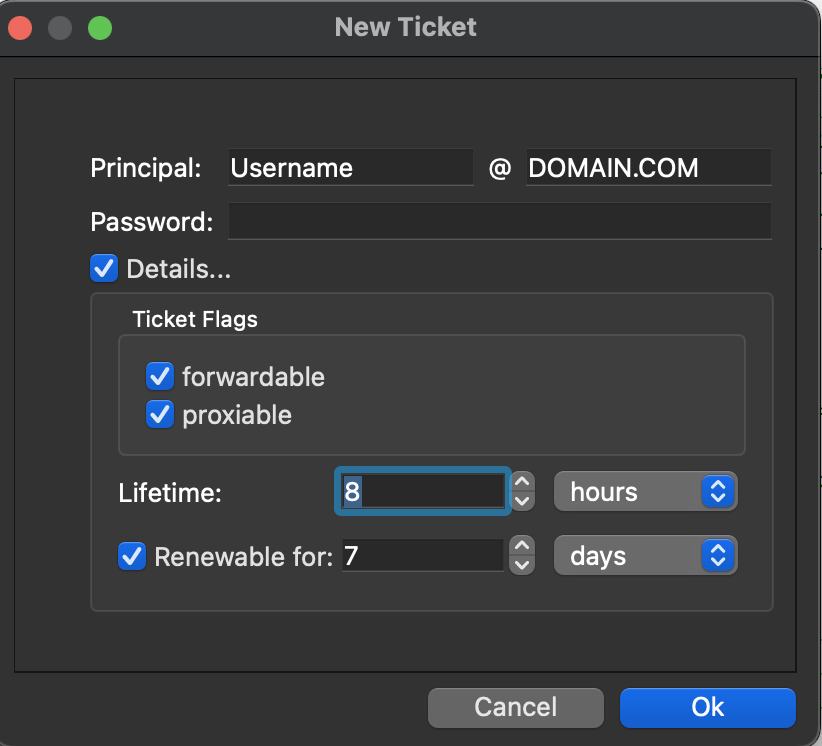 New Ticket
Principal: Username @ DOMAIN.COM
Password:
Details...
Ticket Flags
forwardable
proxiable
Lifetime: 8 hours
Renewable for: 7 days
Cancel Ok